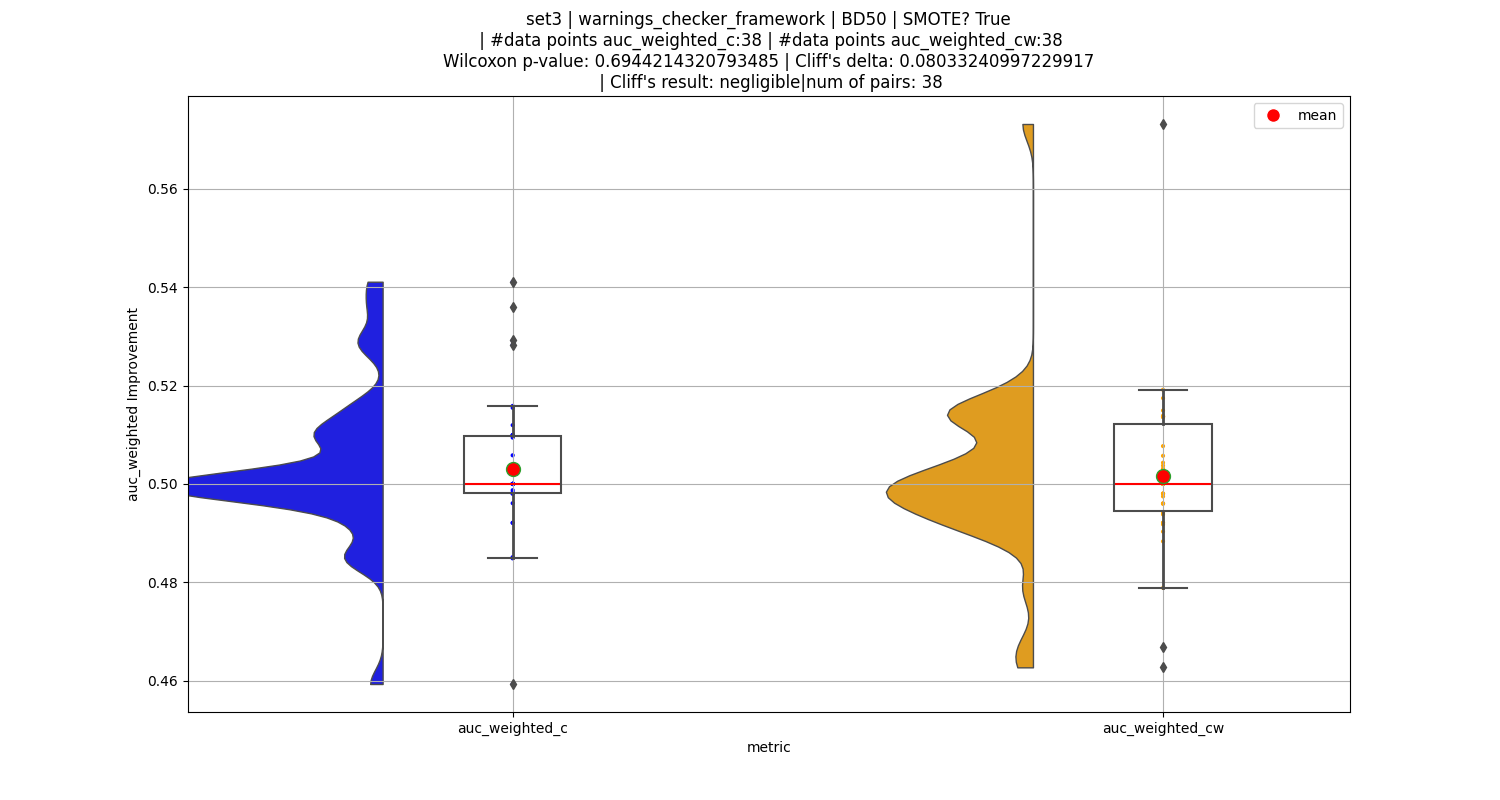 set3 | warnings_checker_framework | BD50 | SMOTE? True
| #data points auc_weighted_c:38 | #data points auc_weighted_cw:38
Wilcoxon p-value: 0.6944214320793485 | Cliff's delta: 0.08033240997229917
| Cliff's result: negligible|num of pairs: 38
mean
0.56
0.54
0.52
0.50
0.48
0.46
auc_weighted Improvement
auc_weighted_c
auc_weighted_cw
metric